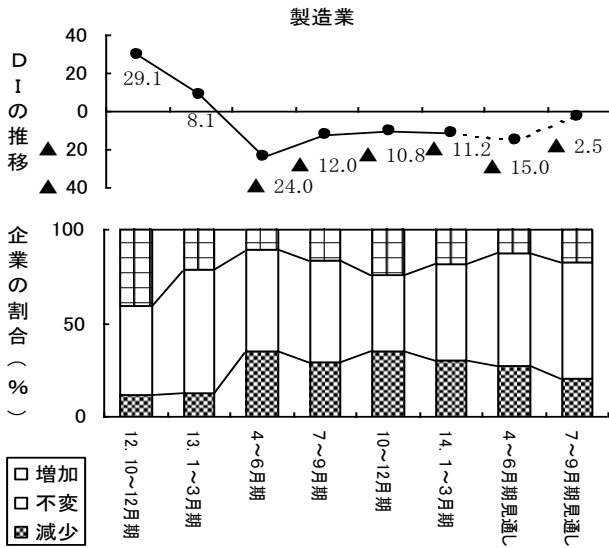 製造業
DIの推移
40
20
0
▲ 20
▲ 40
29.1
8.1
▲ 24.0
▲ 12.0
▲ 10.8
▲ 11.2
▲ 15.0
▲ 2.5
企業の割合(%)
100
50
0
12. 10~12月期
13. 1~3月期
4~6月期
7~9月期
10~12月期
14. 1~3月期
4~6月期見通し
7~9月期見通し
増加
不変
減少